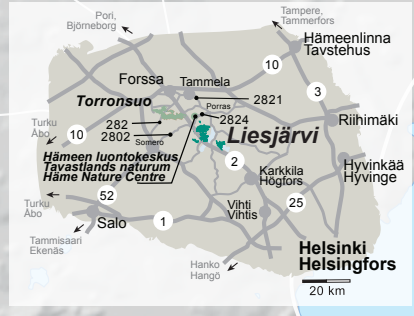 Pori,
Björneborg
Tampere,
Tammerfors
Hämeenlinna
Tavstehus
10
Forssa
Tammela
3
2821
Torronsuo
Porras
282
2824
Riihimäki
2802
Liesjärvi
Turku
Åbo
10
Somero
Hämeen luontokeskus
Tavastlands naturum
Häme Nature Centre
2
Hyvinkää
Hyvinge
Karkkila
Högfors
52
Turku
Åbo
Vihti
Vihtis
25
Salo
1
Tammisaari
Ekenäs
Helsinki
Helsingfors
Hanko
Hangö
20 km